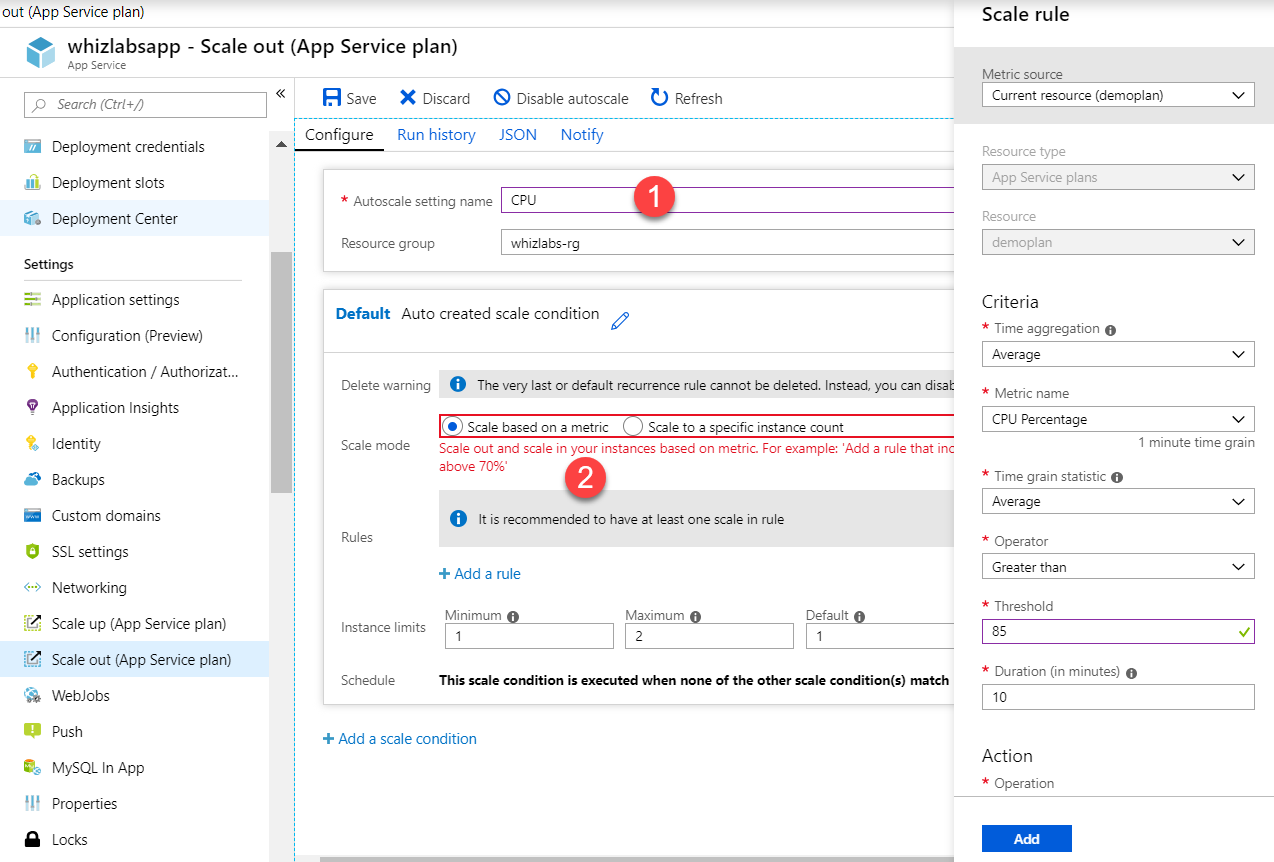 out (App Service plan)
whizlabsapp - Scale out (App Service plan)
App Service
Search (Ctrl+/)
«
Deployment credentials
Deployment slots
Deployment Center
Settings
Application settings
Configuration (Preview)
Authentication / Authorizat...
Application Insights
Identity
Backups
Custom domains
SSL settings
Networking
Scale up (App Service plan)
Scale out (App Service plan)
WebJobs
Push
MySQL In App
Properties
Locks
Save Discard Disable autoscale Refresh
Configure Run history JSON Notify
* Autoscale setting name CPU
1
Resource group whizlabs-rg
Default Auto created scale condition
Delete warning The very last or default recurrence rule cannot be deleted. Instead, you can disab
Scale mode
Scale based on a metric Scale to a specific instance count
Scale out and scale in your instances based on metric. For example: 'Add a rule that inc
above 70%'
2
Rules
It is recommended to have at least one scale in rule
+ Add a rule
Instance limits
Minimum Maximum Default
1 2 1
Schedule This scale condition is executed when none of the other scale condition(s) match
+ Add a scale condition
Scale rule
Metric source
Current resource (demoplan)
Resource type
App Service plans
Resource
demoplan
Criteria
* Time aggregation
Average
* Metric name
CPU Percentage
1 minute time grain
* Time grain statistic
Average
* Operator
Greater than
* Threshold
85
* Duration (in minutes)
10
Action
* Operation
Add